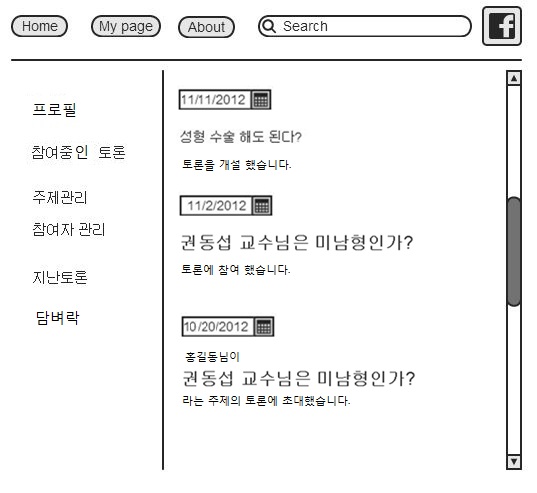 Home
My page
About
Search
f
프로필
참여중인 토론
주제관리
참여자 관리
지난토론
담벼락
11/11/2012
성형 수술 해도 된다?
토론을 개설 했습니다.
11/2/2012
권동섭 교수님은 미남형인가?
토론에 참여 했습니다.
10/20/2012
홍길동님이
권동섭 교수님은 미남형인가?
라는 주제의 토론에 초대했습니다.